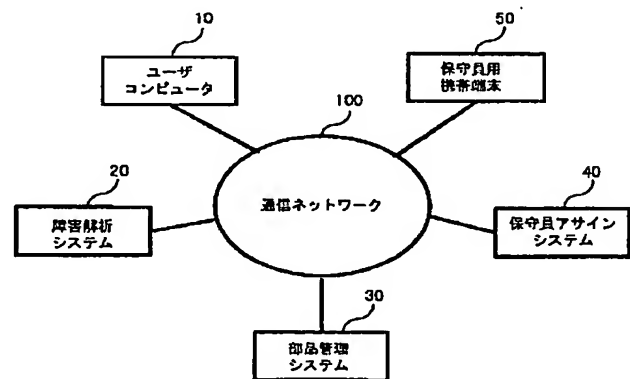 10
ユーザ
コンピュータ
50
保守員用
携帯端末
100
通信ネットワーク
20
障害解析
システム
40
保守員アサイン
システム
30
部品管理
システム